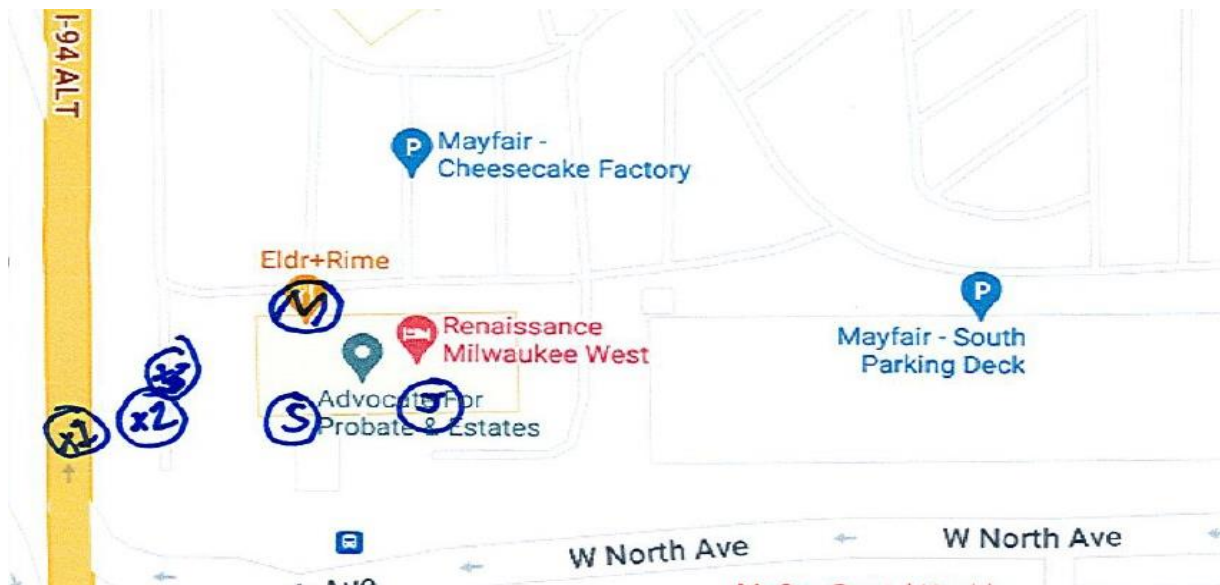 I-94 ALT
P
Mayfair -
Cheesecake Factory
Eldr+Rime
M
P
Renaissance
Milwaukee West
Mayfair - South
Parking Deck
x1
x2
S
Advocate For
Probate & Estates
J
W North Ave
W North Ave
Ave